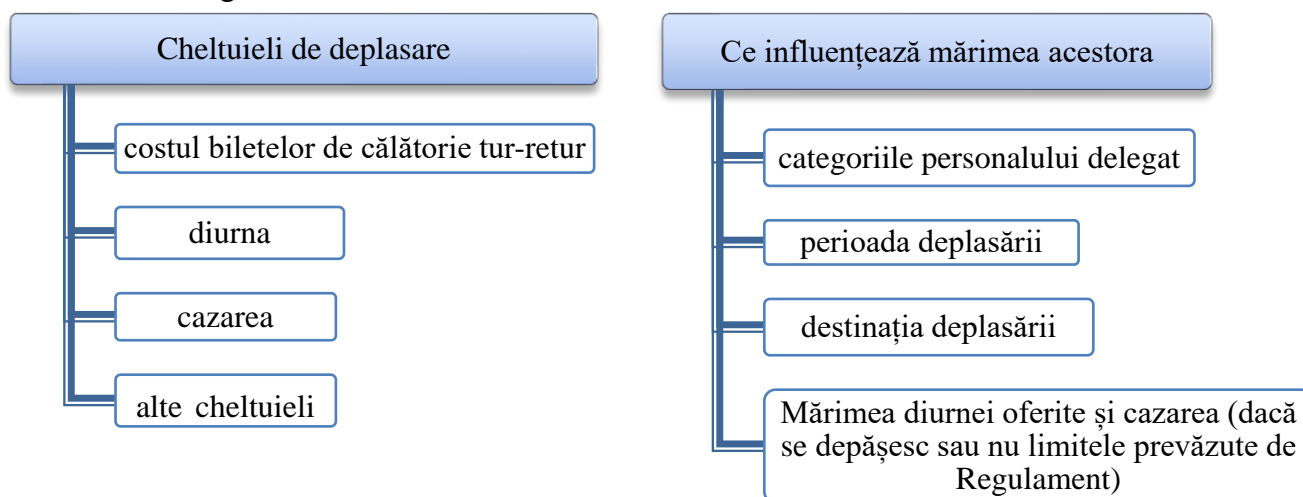 Cheltuieli de deplasare
costul biletelor de călătorie tur-retur
diurna
cazarea
alte cheltuieli
Ce influențează mărimea acestora
categoriile personalului delegat
perioada deplasării
destinația deplasării
Mărimea diurnei oferite și cazarea (dacă
se depășesc sau nu limitele prevăzute de
Regulament)